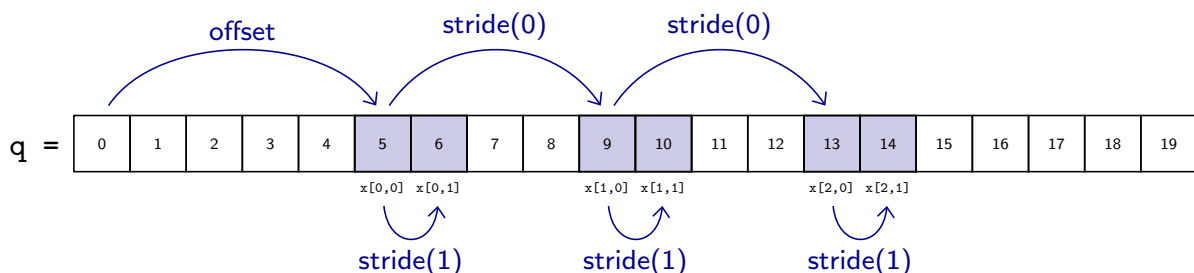 offset stride(0) stride(0)
q = 0 1 2 3 4 5 6 7 8 9 10 11 12 13 14 15 16 17 18 19
x[0,0] x[0,1] x[1,0] x[1,1] x[2,0] x[2,1]
stride(1) stride(1) stride(1)